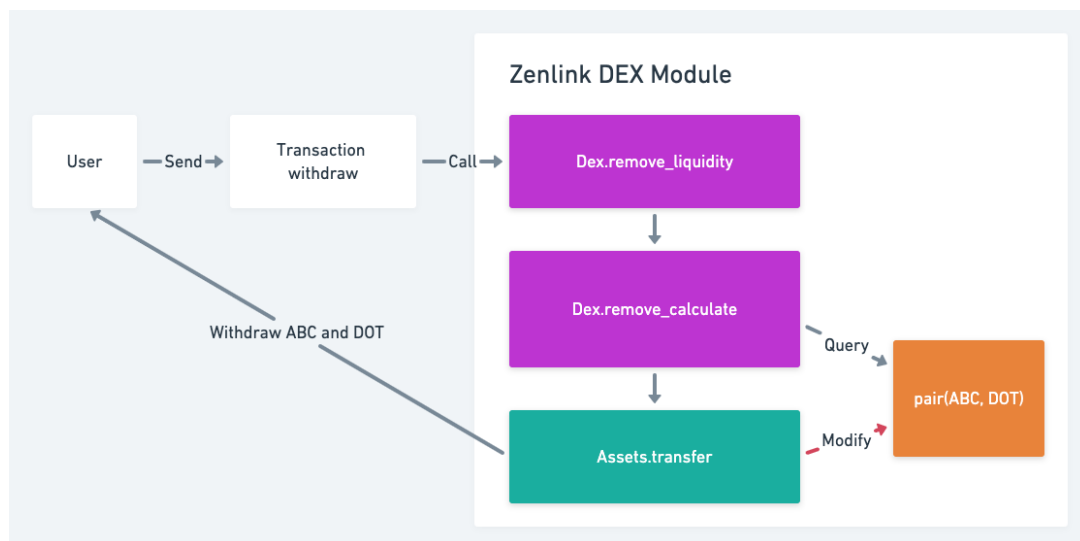 Zenlink DEX Module
User
Send
Transaction
withdraw
Call
Dex.remove_liquidity
Dex.remove_calculate
Withdraw ABC and DOT
Query
pair(ABC, DOT)
Modify
Assets.transfer